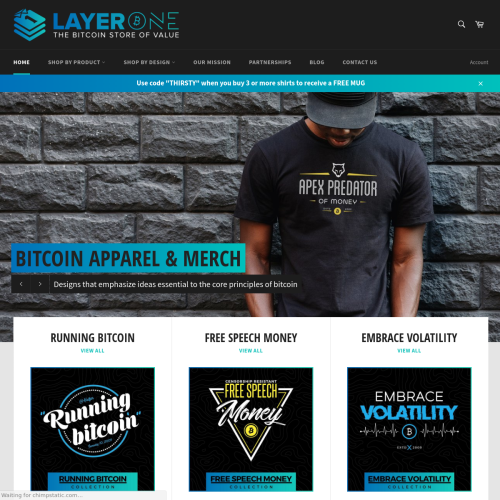 LAYER ONE
THE BITCOIN STORE OF VALUE
HOME SHOP BY PRODUCT SHOP BY DESIGN OUR MISSION PARTNERSHIPS BLOG CONTACT US Account
Use code "THIRSTY" when you buy 3 or more shirts to receive a FREE MUG
APEX PREDATOR
OF MONEY
BITCOIN APPAREL & MERCH
Designs that emphasize ideas essential to the core principles of bitcoin
RUNNING BITCOIN
VIEW ALL
Running
bitcoin
RUNNING BITCOIN
COLLECTION
FREE SPEECH MONEY
VIEW ALL
CENSORSHIP RESISTANT
FREE SPEECH
Money
FREE SPEECH MONEY
COLLECTION
EMBRACE VOLATILITY
VIEW ALL
EMBRACE
VOLATILITY
EMBRACE VOLATILITY
COLLECTION
Waiting for chimpstatic.com...